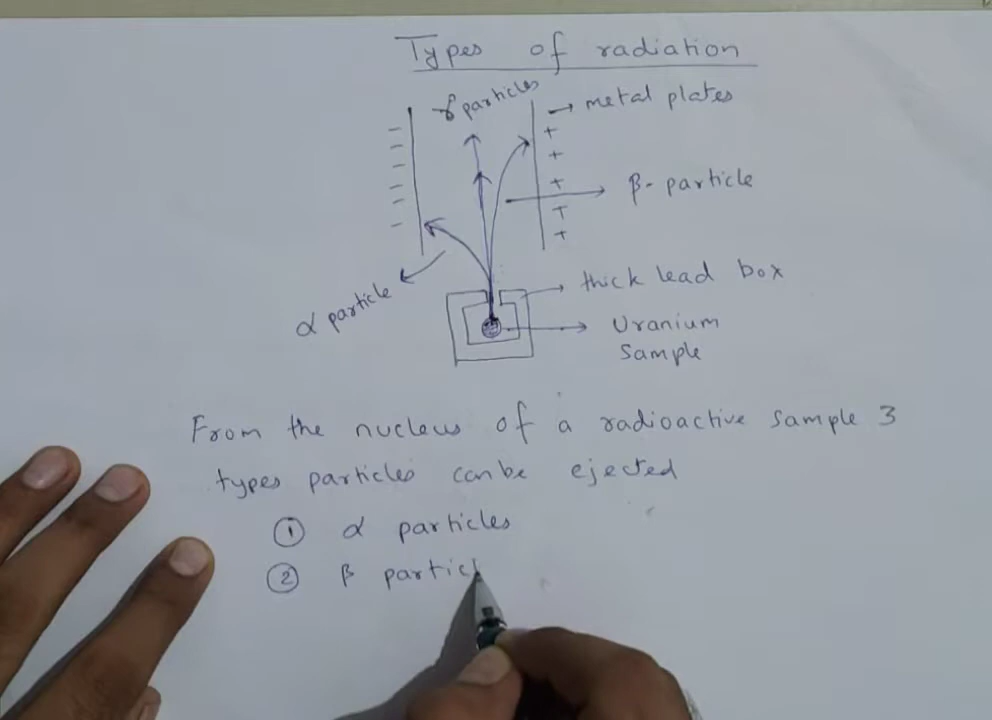 Types of radiation
γ particles
→ metal plates
β - particle
α particle
thick lead box
Uranium
Sample
From the nucleus of a radioactive sample 3
types particles can be ejected
① α particles
② β partic